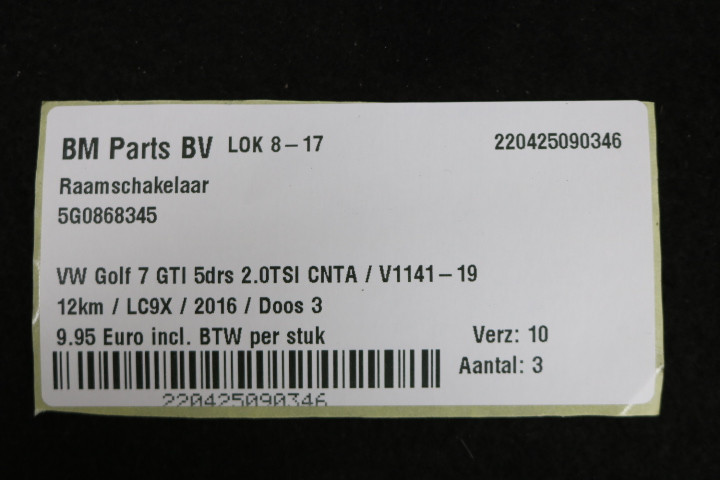 BM Parts BV LOK 8-17 220425090346
Raamschakelaar
5G0868345
VW Golf 7 GTI 5drs 2.0TSI CNTA / V1141-19
12km / LC9X / 2016 / Doos 3
9.95 Euro incl. BTW per stuk Verz: 10
Aantal: 3
220425090346